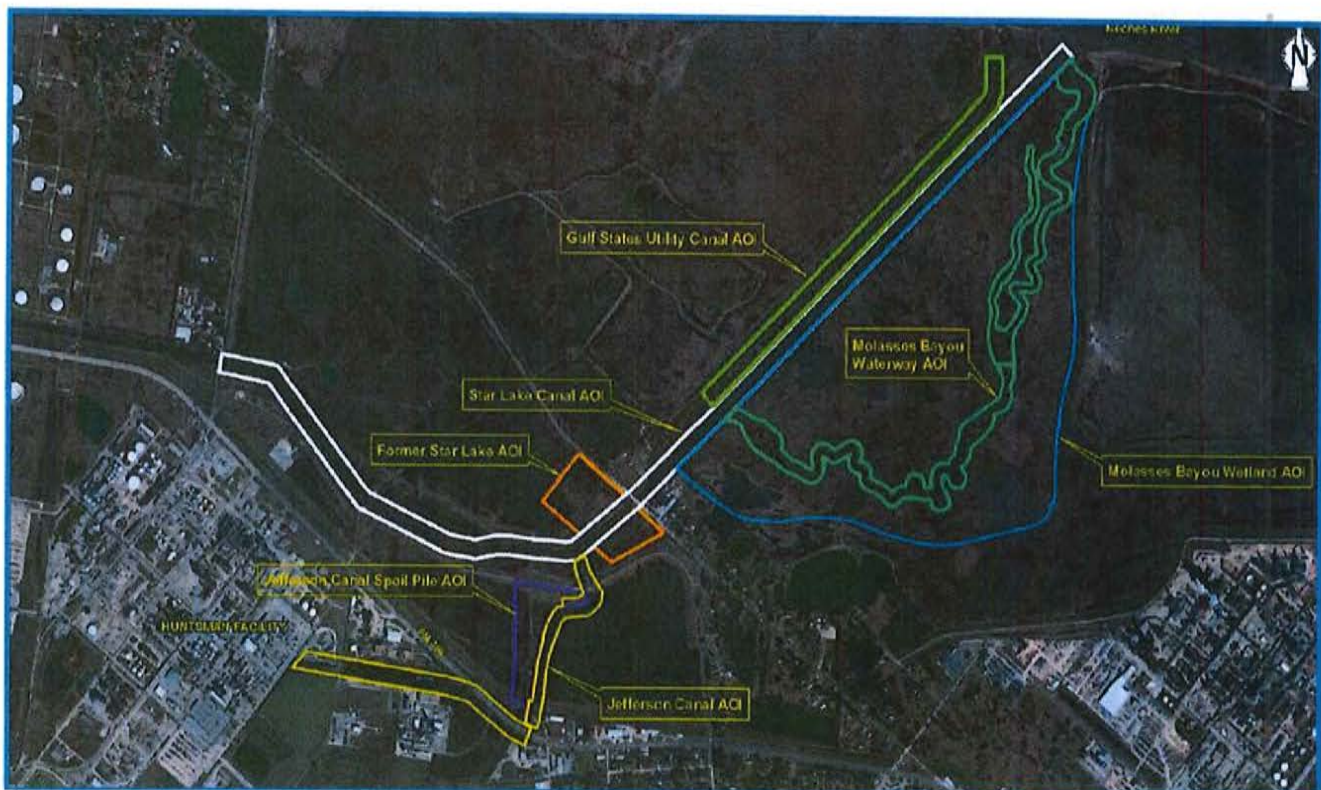 Neches River
N
Gulf States Utility Canal AOI
Molasses Bayou
Waterway AOI
Star Lake Canal AOI
Former Star Lake AOI
Molasses Bayou Wetland AOI
Jefferson Canal Spoil Pile AOI
HUNTSMAN FACILITY
Jefferson Canal AOI